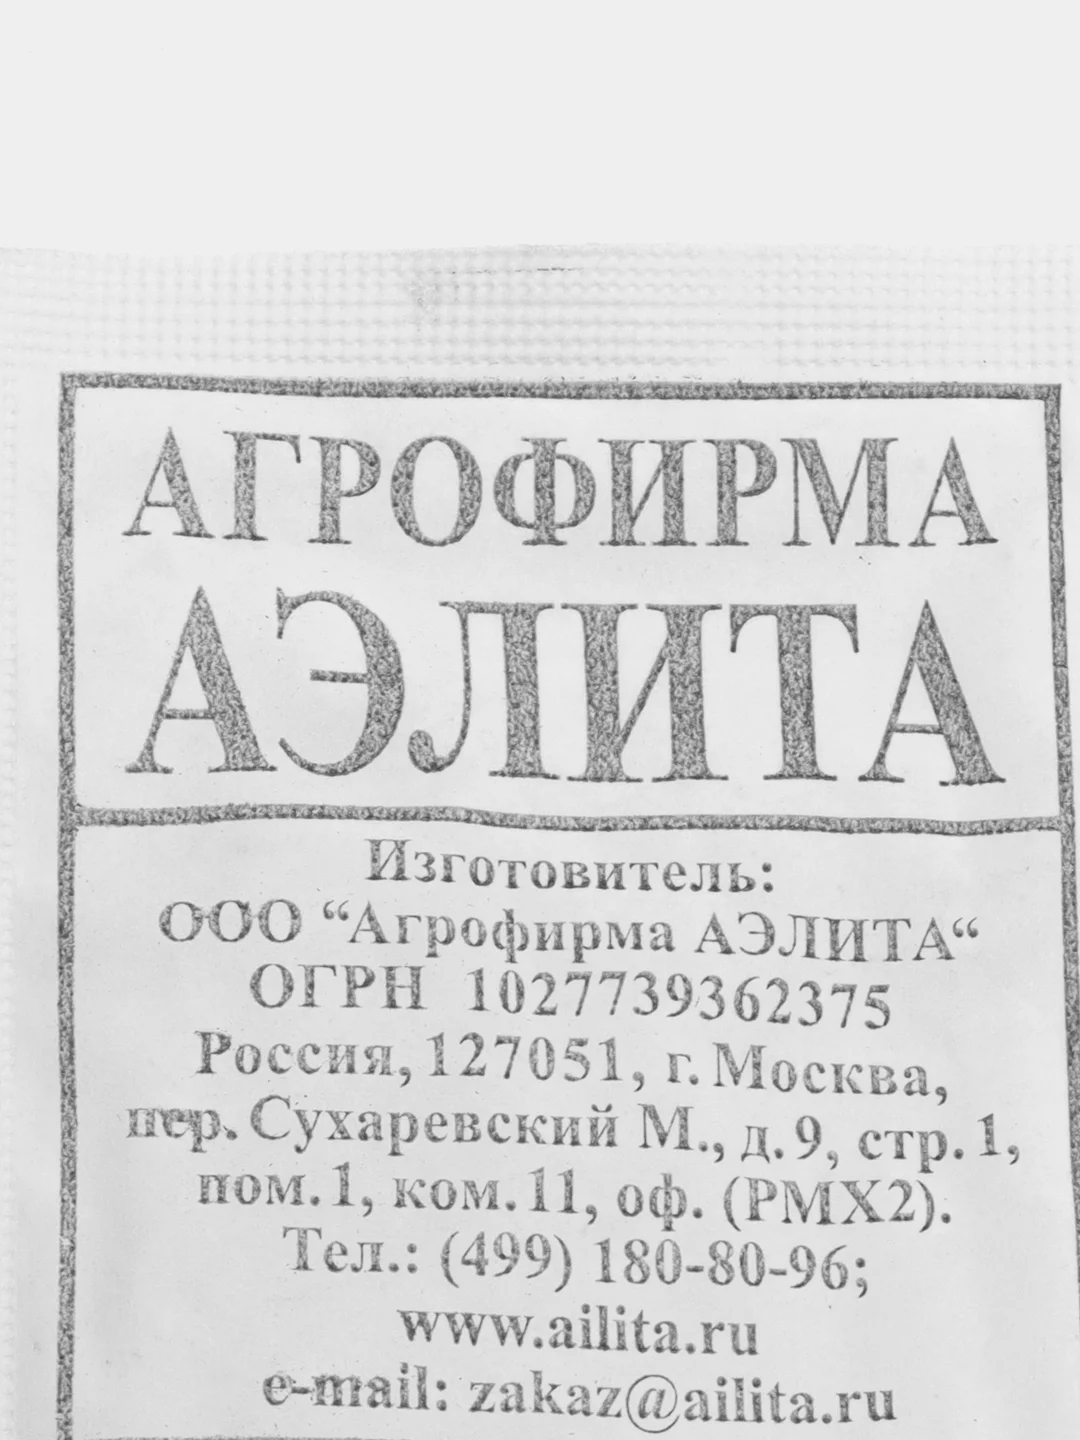 АГРОФИРМА
АЭЛИТА
Изготовитель:
ООО “Агрофирма АЭЛИТА“
ОГРН 1027739362375
Россия, 127051, г. Москва,
пер. Сухаревский М., д. 9, стр. 1,
пом. 1, ком. 11, оф. (РМХ2).
Тел.: (499) 180-80-96;
www.ailita.ru
e-mail: zakaz@ailita.ru